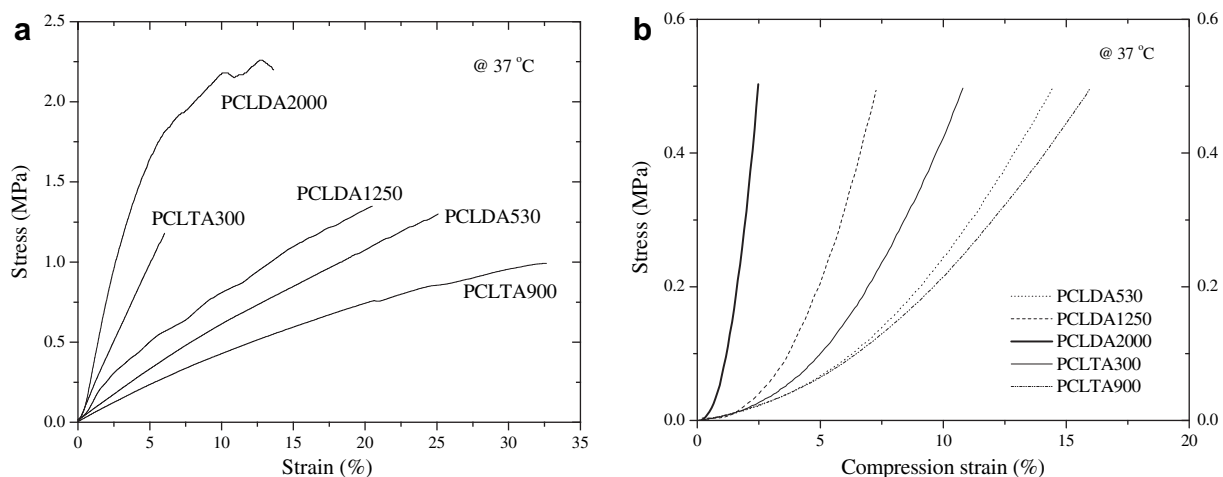 a
2.5
2.0
1.5
1.0
0.5
0.0
Stress (MPa)
@ 37 °C
PCLDA2000
PCLTA300
PCLDA1250
PCLDA530
PCLTA900
0 5 10 15 20 25 30 35
Strain (%)
b
0.6
0.4
0.2
0.0
Stress (MPa)
@ 37 °C
PCLDA530
PCLDA1250
PCLDA2000
PCLTA300
PCLTA900
0.6
0.4
0.2
0.0
0 5 10 15 20
Compression strain (%)